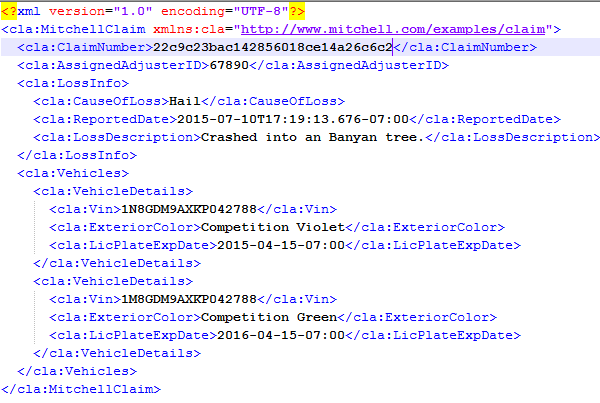 <?xml version="1.0" encoding="UTF-8"?>
<cla:MitchellClaim xmlns:cla="http://www.mitchell.com/examples/claim">
<cla:ClaimNumber>22c9c23bac142856018ce14a26c6c2</cla:ClaimNumber>
<cla:AssignedAdjusterID>67890</cla:AssignedAdjusterID>
<cla:LossInfo>
<cla:CauseOfLoss>Hail</cla:CauseOfLoss>
<cla:ReportedDate>2015-07-10T17:19:13.676-07:00</cla:ReportedDate>
<cla:LossDescription>Crashed into an Banyan tree.</cla:LossDescription>
</cla:LossInfo>
<cla:Vehicles>
<cla:VehicleDetails>
<cla:Vin>1N8GDM9AXKP042788</cla:Vin>
<cla:ExteriorColor>Competition Violet</cla:ExteriorColor>
<cla:LicPlateExpDate>2015-04-15-07:00</cla:LicPlateExpDate>
</cla:VehicleDetails>
<cla:VehicleDetails>
<cla:Vin>1M8GDM9AXKP042788</cla:Vin>
<cla:ExteriorColor>Competition Green</cla:ExteriorColor>
<cla:LicPlateExpDate>2016-04-15-07:00</cla:LicPlateExpDate>
</cla:VehicleDetails>
</cla:Vehicles>
</cla:MitchellClaim>